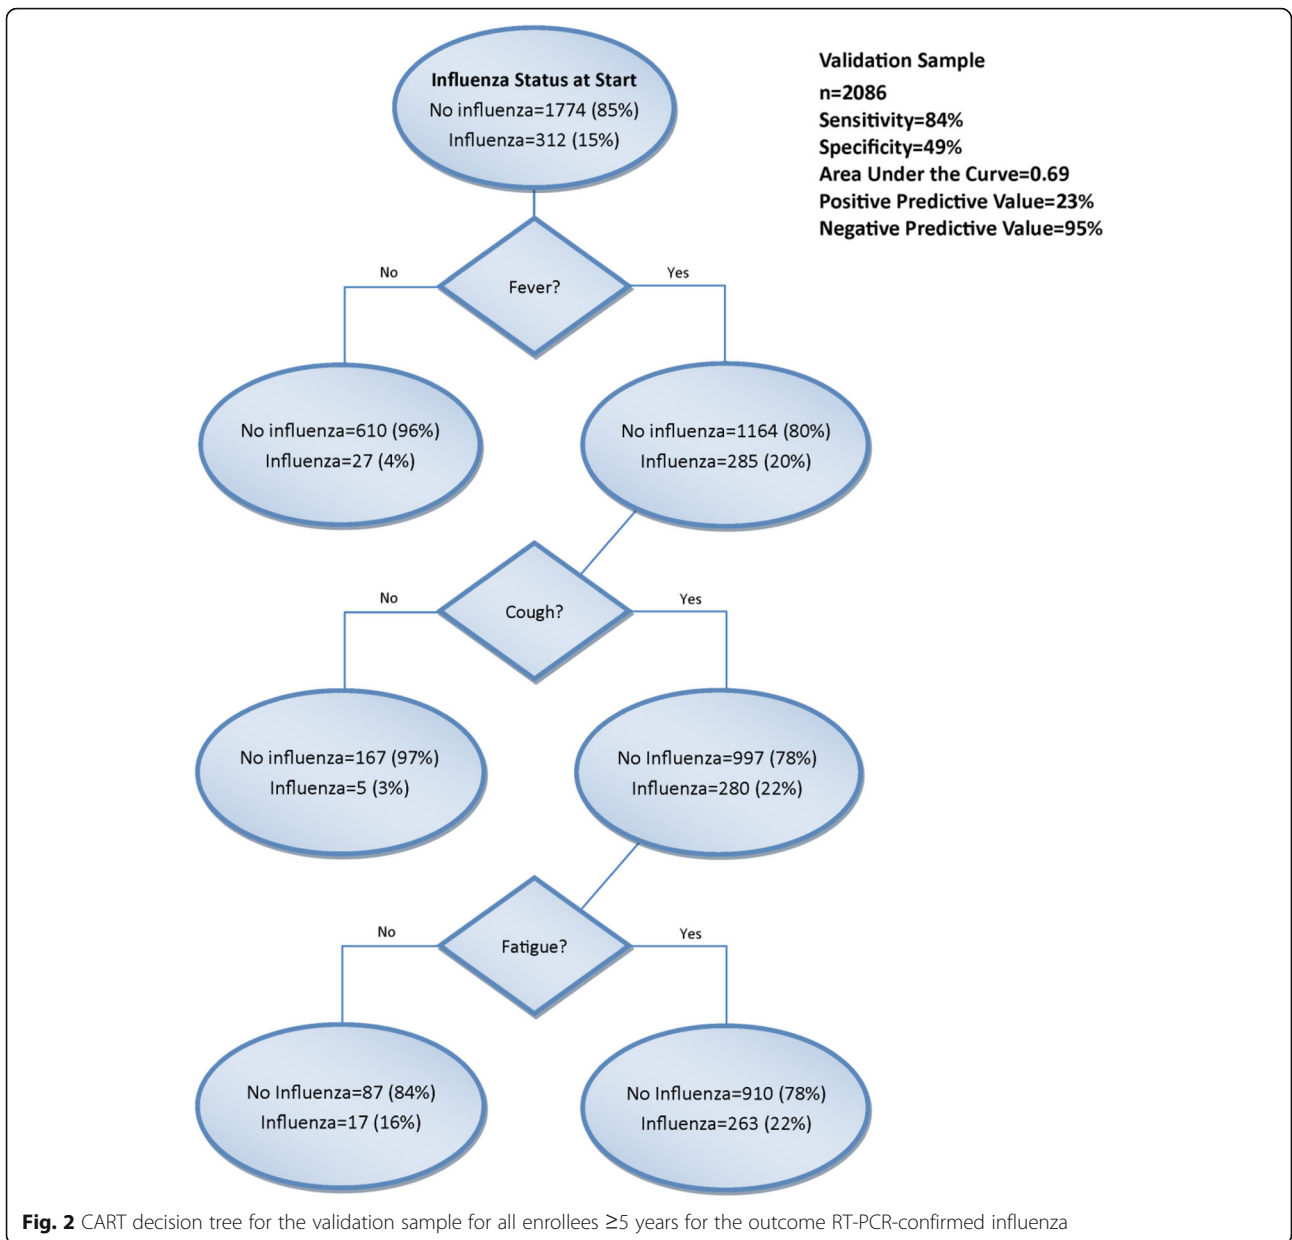 Influenza Status at Start
No influenza=1774 (85%)
Influenza=312 (15%)
Validation Sample
n=2086
Sensitivity=84%
Specificity=49%
Area Under the Curve=0.69
Positive Predictive Value=23%
Negative Predictive Value=95%
Fever?
No
Yes
No influenza=610 (96%)
Influenza=27 (4%)
No influenza=1164 (80%)
Influenza=285 (20%)
Cough?
No
Yes
No influenza=167 (97%)
Influenza=5 (3%)
No Influenza=997 (78%)
Influenza=280 (22%)
Fatigue?
No
Yes
No Influenza=87 (84%)
Influenza=17 (16%)
No Influenza=910 (78%)
Influenza=263 (22%)
Fig. 2 CART decision tree for the validation sample for all enrollees ≥5 years for the outcome RT-PCR-confirmed influenza